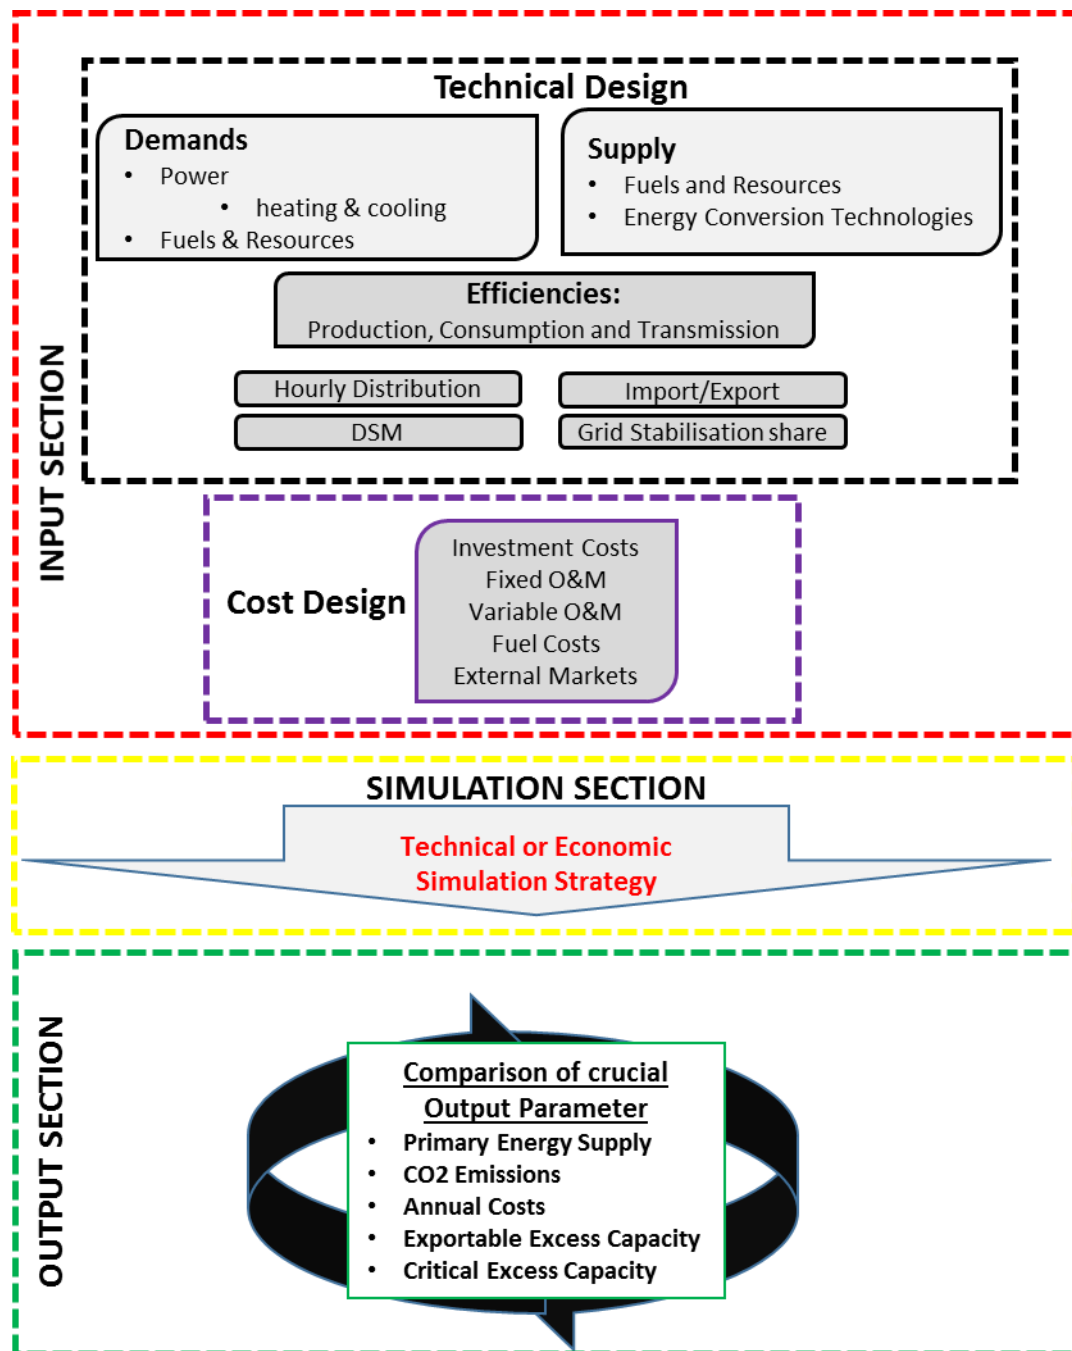 INPUT SECTION
Technical Design
Demands
• Power
• heating & cooling
• Fuels & Resources
Supply
• Fuels and Resources
• Energy Conversion Technologies
Efficiencies:
Production, Consumption and Transmission
Hourly Distribution
Import/Export
DSM
Grid Stabilisation share
Cost Design
Investment Costs
Fixed O&M
Variable O&M
Fuel Costs
External Markets
SIMULATION SECTION
Technical or Economic
Simulation Strategy
OUTPUT SECTION
Comparison of crucial
Output Parameter
• Primary Energy Supply
• CO2 Emissions
• Annual Costs
• Exportable Excess Capacity
• Critical Excess Capacity